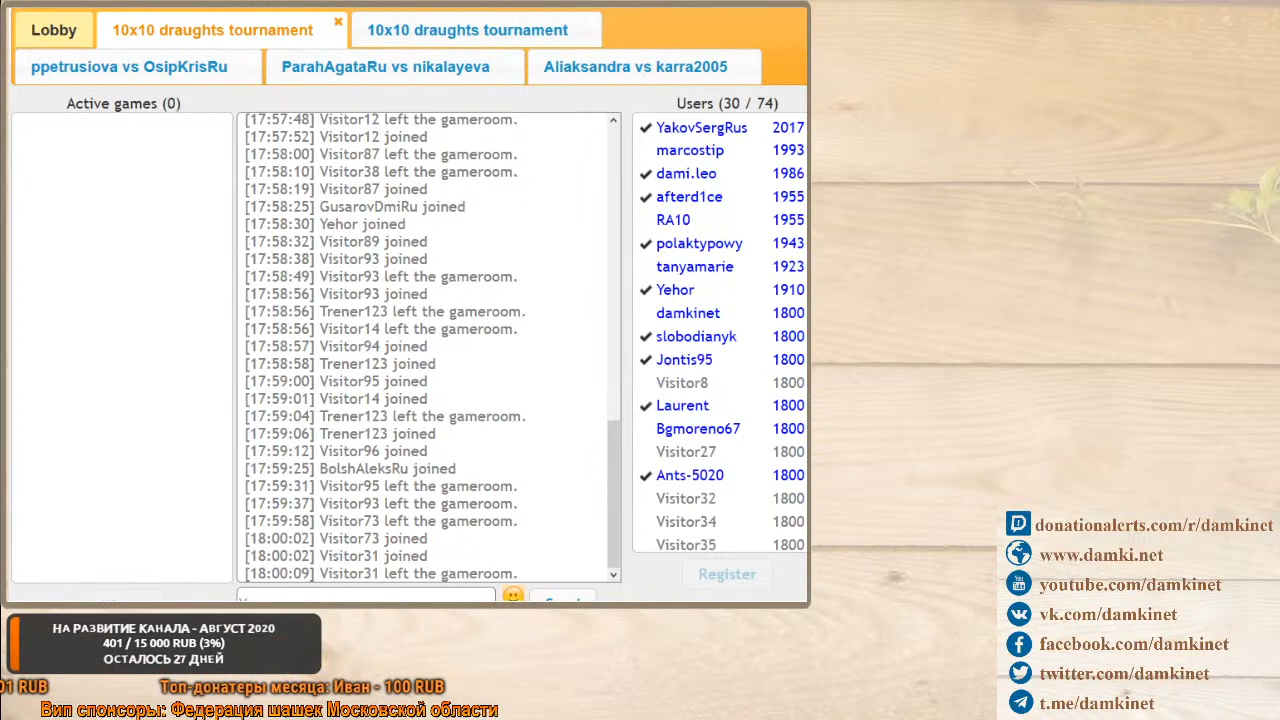 Lobby
10x10 draughts tournament
10x10 draughts tournament
ppetrusiova vs OsipKrisRu
ParahAgataRu vs nikalayeva
Aliaksandra vs karra2005
Active games (0)
Users (30 / 74)
[17:57:48] Visitor12 left the gameroom.
[17:57:52] Visitor12 joined
[17:58:00] Visitor87 left the gameroom.
[17:58:10] Visitor38 left the gameroom.
[17:58:19] Visitor87 joined
[17:58:25] GusarovDmiRu joined
[17:58:30] Yehor joined
[17:58:32] Visitor89 joined
[17:58:38] Visitor93 joined
[17:58:49] Visitor93 left the gameroom.
[17:58:56] Visitor93 joined
[17:58:56] Trener123 left the gameroom.
[17:58:56] Visitor14 left the gameroom.
[17:58:57] Visitor94 joined
[17:58:58] Trener123 joined
[17:59:00] Visitor95 joined
[17:59:01] Visitor14 joined
[17:59:04] Trener123 left the gameroom.
[17:59:06] Trener123 joined
[17:59:12] Visitor96 joined
[17:59:25] BolshAleksRu joined
[17:59:31] Visitor95 left the gameroom.
[17:59:37] Visitor93 left the gameroom.
[17:59:58] Visitor73 left the gameroom.
[18:00:02] Visitor73 joined
[18:00:06] Visitor31 joined
[18:00:09] Visitor31 left the gameroom.
YakovSergRus 2017
marcostip 1993
dami.leo 1986
afterd1ce 1955
RA10 1955
polaktypowy 1943
tanyamarie 1923
Yehor 1910
damkinet 1800
slobodianyk 1800
Jontis95 1800
Visitor8 1800
Laurent 1800
Bgmoreno67 1800
Visitor27 1800
Ants-5020 1800
Visitor32 1800
Visitor34 1800
Visitor35 1800
Register
donationalerts.com/r/damkinet
www.damki.net
youtube.com/damkinet
vk.com/damkinet
facebook.com/damkinet
twitter.com/damkinet
t.me/damkinet
НА РАЗВИТИЕ КАНАЛА - АВГУСТ 2020
401 / 15 000 RUB (3%)
ОСТАЛОСЬ 27 ДНЕЙ
01 RUB
Топ-донатеры месяца: Иван - 100 RUB
Вип спонсоры: Федерация шашек Московской области